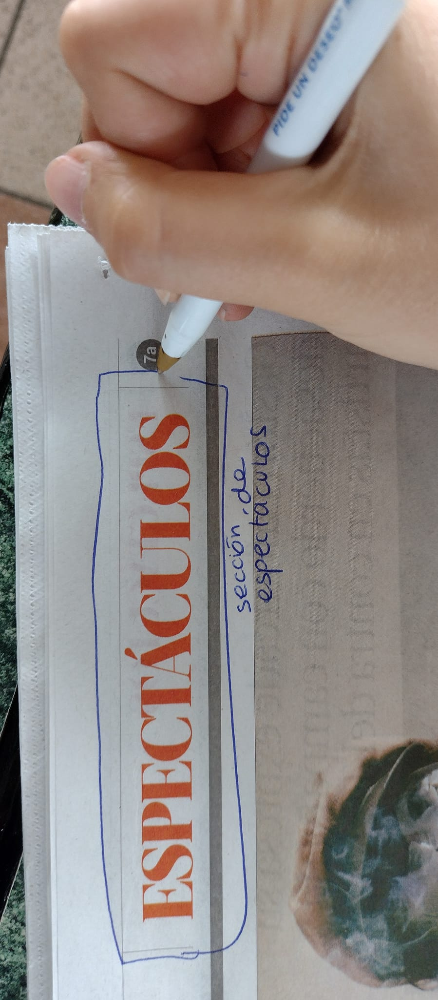 PIDE UN DESEO
7a
ESPECTÁCULOS
sección de
espectáculos